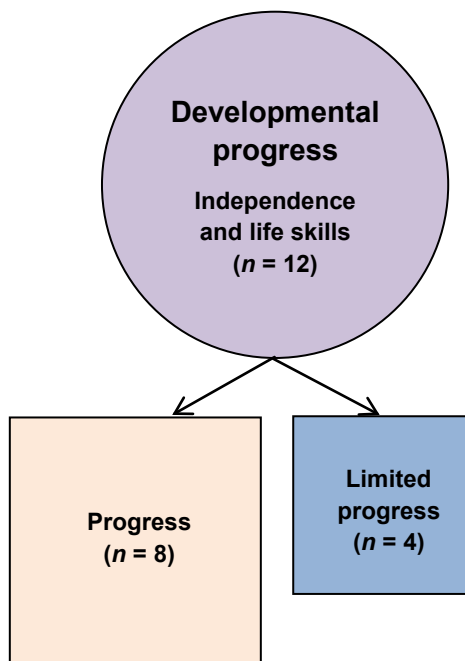 Developmental
progress
Independence
and life skills
(n = 12)
Progress
(n = 8)
Limited
progress
(n = 4)